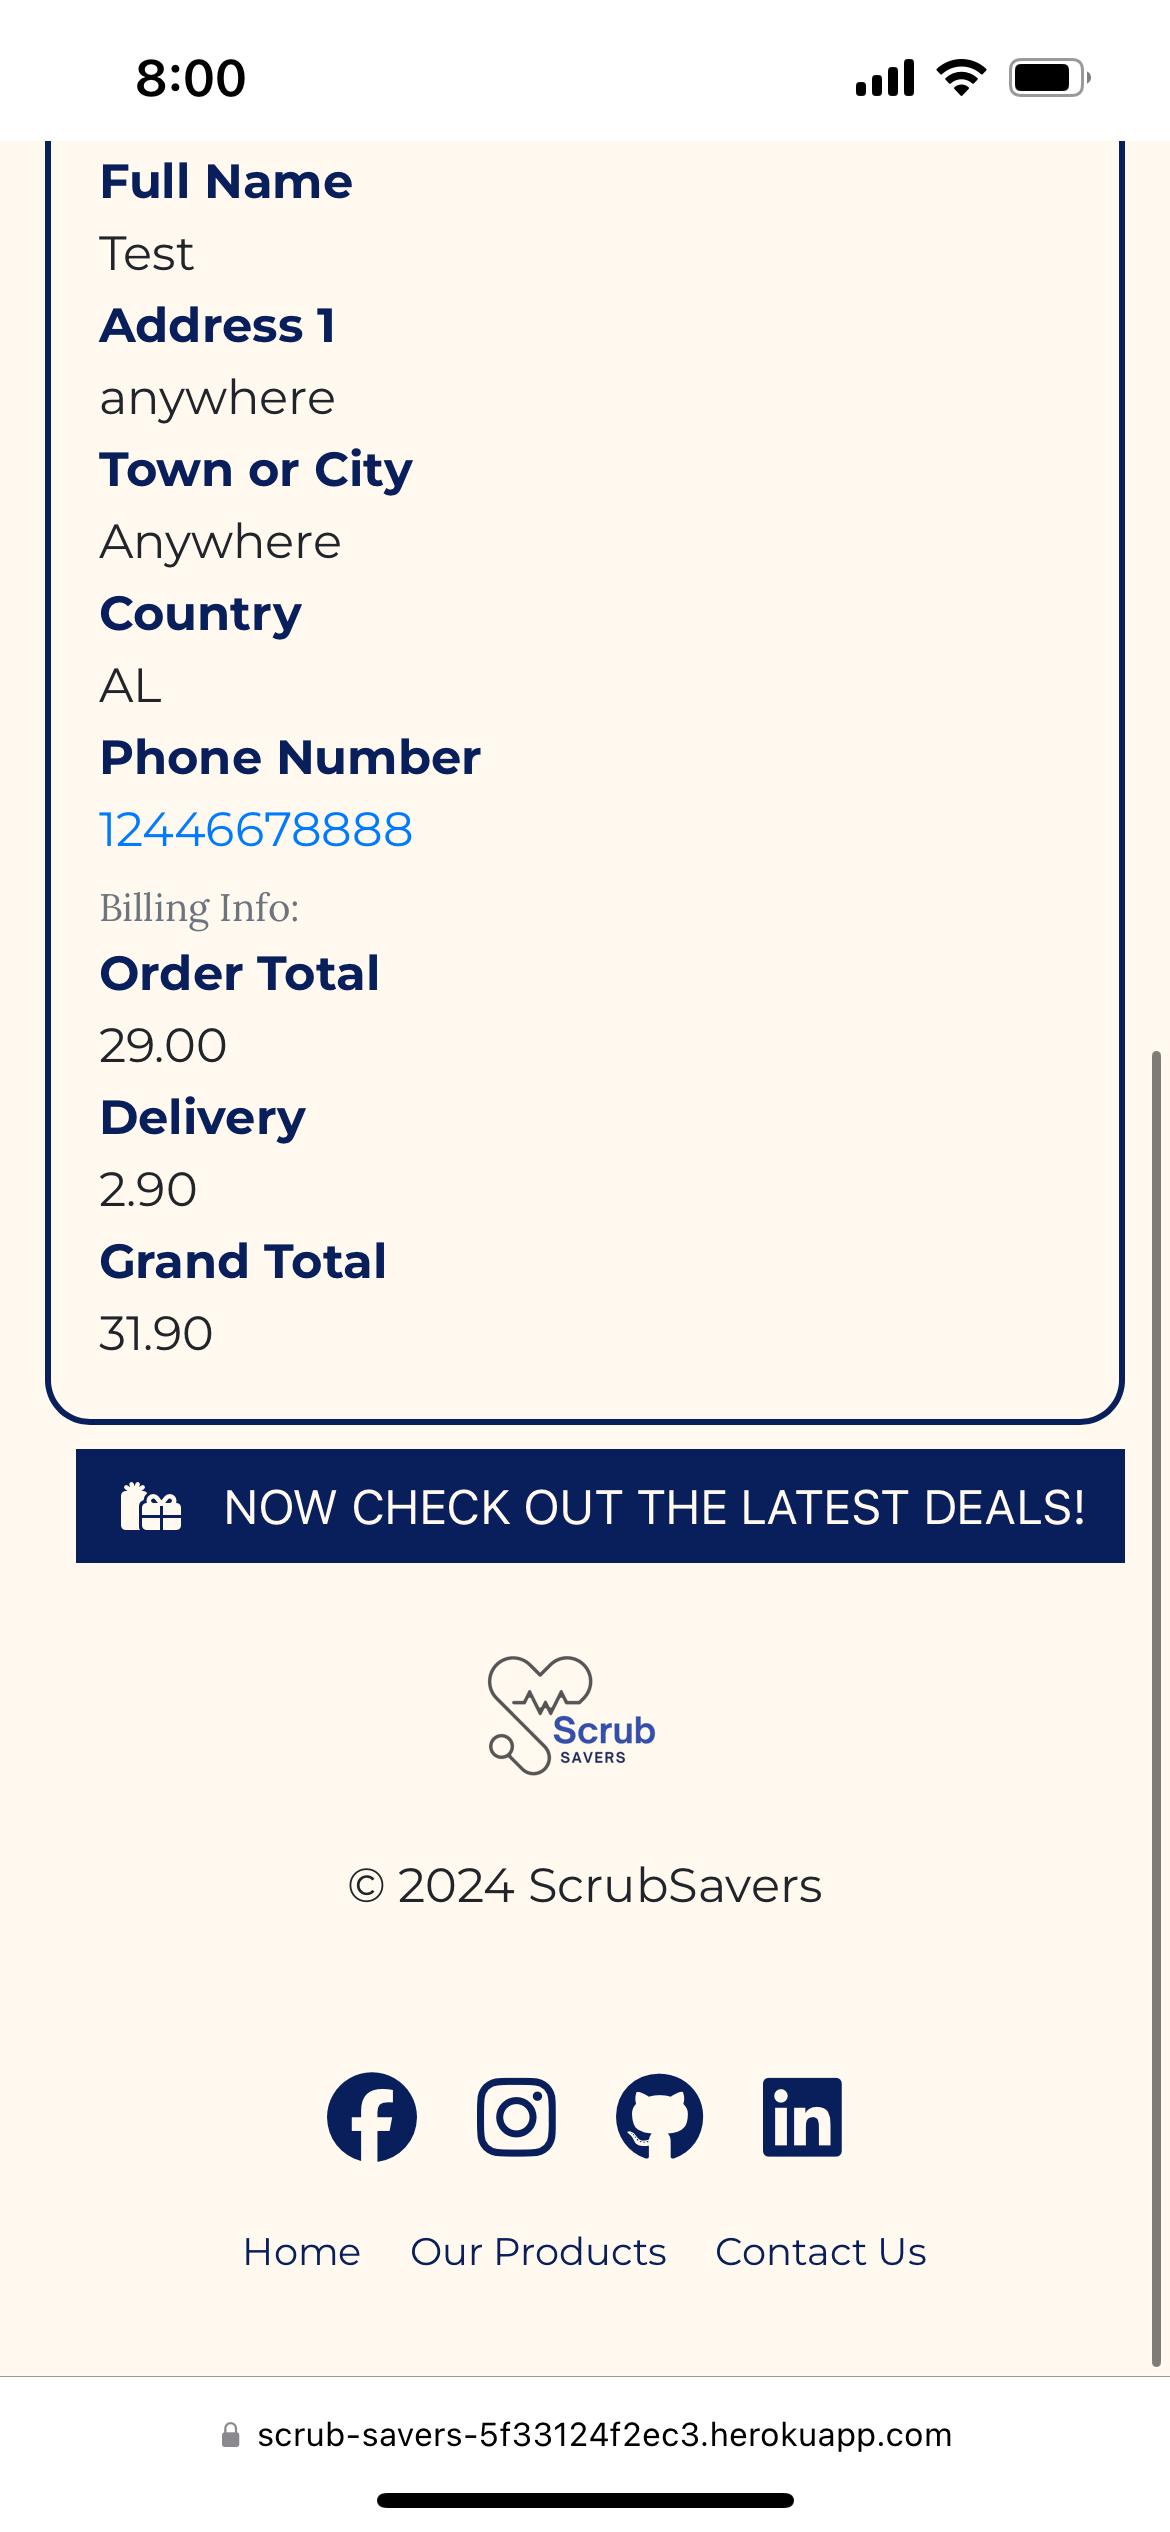 8:00
Full Name
Test
Address 1
anywhere
Town or City
Anywhere
Country
AL
Phone Number
12446678888
Billing Info:
Order Total
29.00
Delivery
2.90
Grand Total
31.90
NOW CHECK OUT THE LATEST DEALS!
Scrub
SAVERS
© 2024 ScrubSavers
Home Our Products Contact Us
scrub-savers-5f33124f2ec3.herokuapp.com